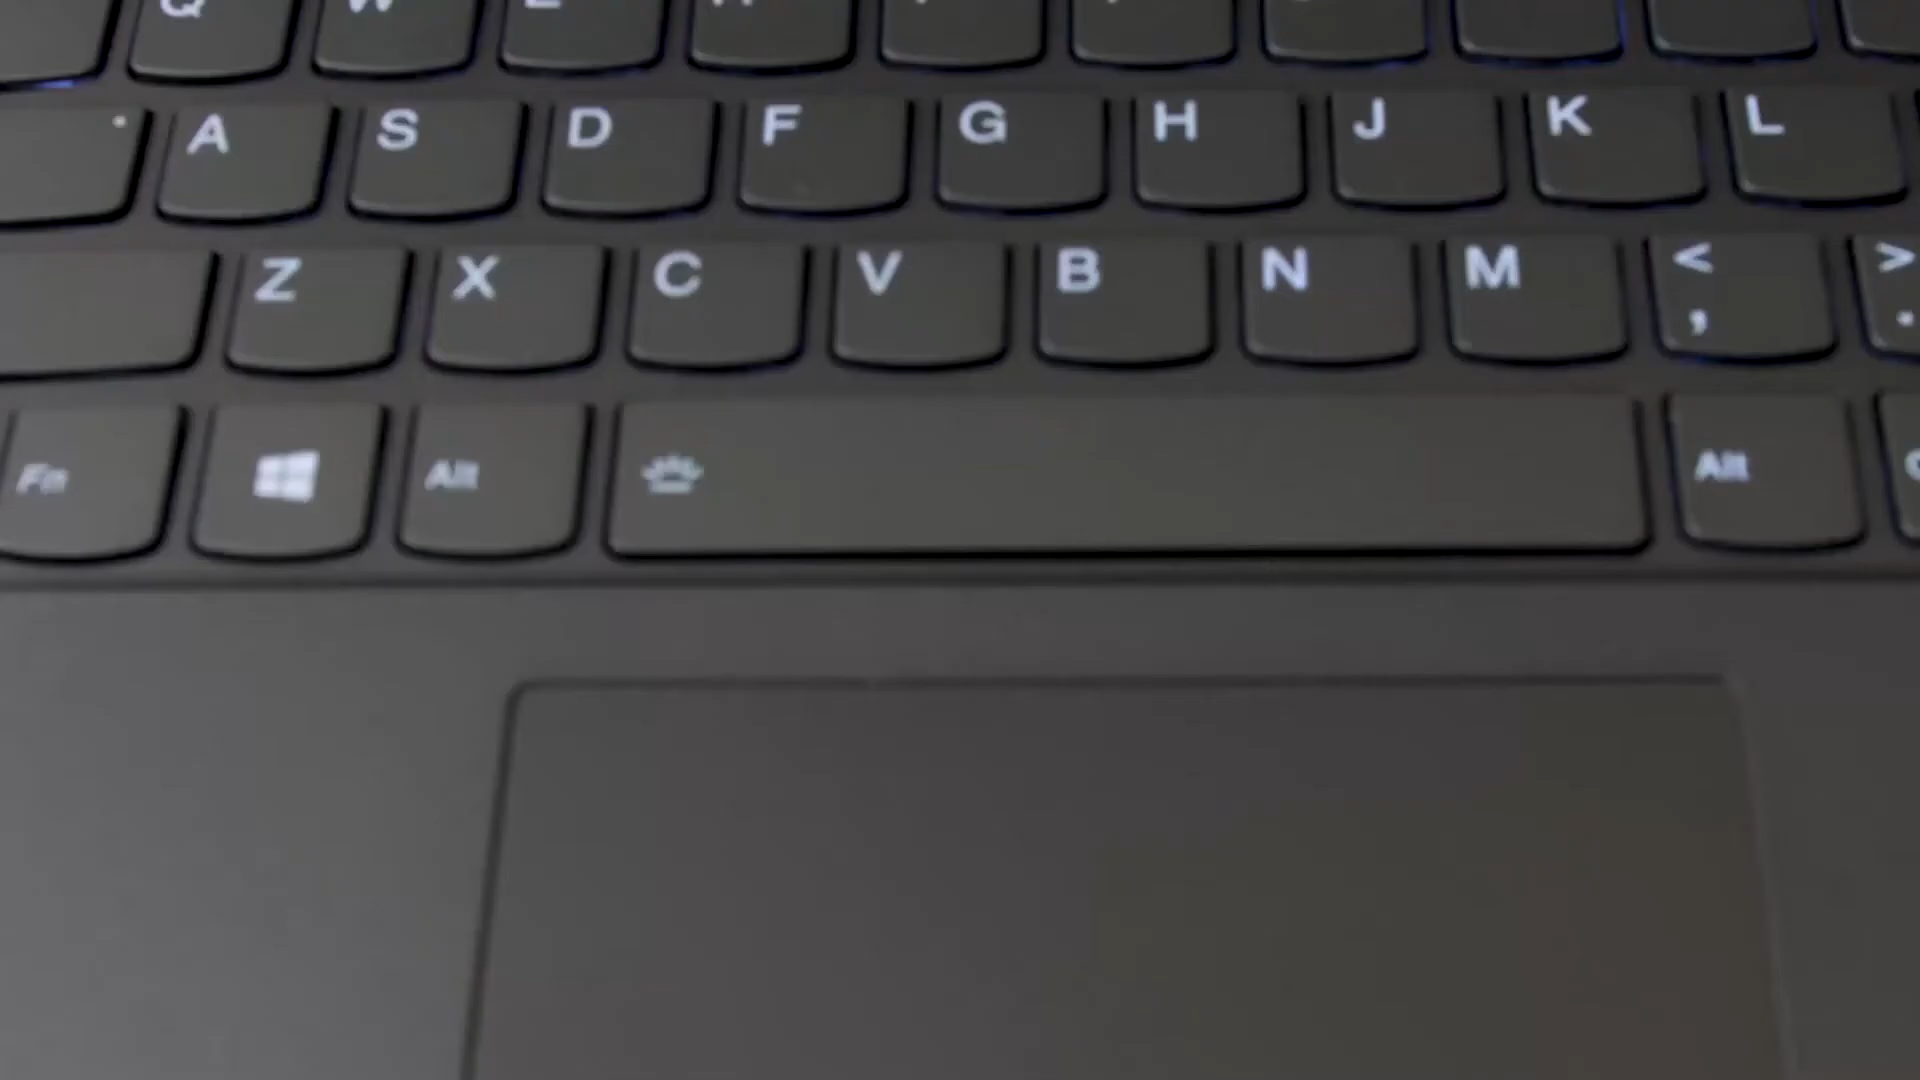 Q W E
A S D F G H J K L
Z X C V B N M < >
, .
Fn Alt Alt